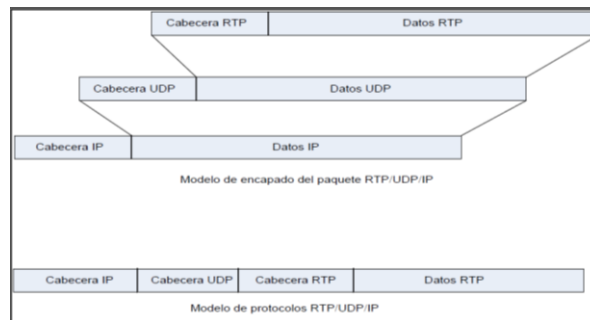 Cabecera RTP Datos RTP
Cabecera UDP Datos UDP
Cabecera IP Datos IP
Modelo de encapado del paquete RTP/UDP/IP
Cabecera IP Cabecera UDP Cabecera RTP Datos RTP
Modelo de protocolos RTP/UDP/IP